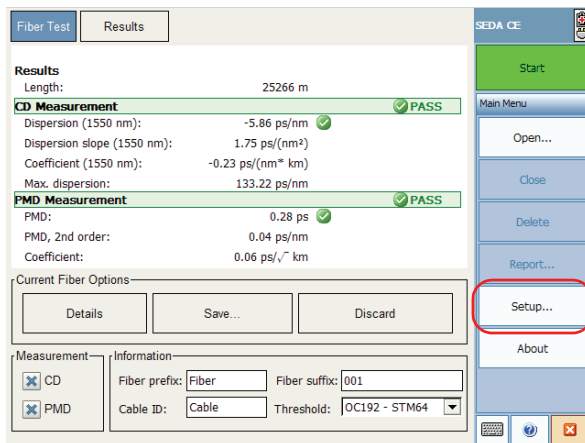 Fiber Test
Results
SEDA CE
Start
Results
Length: 25266 m
CD Measurement PASS
Dispersion (1550 nm): -5.86 ps/nm
Dispersion slope (1550 nm): 1.75 ps/(nm²)
Coefficient (1550 nm): -0.23 ps/(nm* km)
Max. dispersion: 133.22 ps/nm
PMD Measurement PASS
PMD: 0.28 ps
PMD, 2nd order: 0.04 ps/nm
Coefficient: 0.06 ps/√ km
Current Fiber Options
Details
Save...
Discard
Measurement
CD
PMD
Information
Fiber prefix: Fiber
Fiber suffix: 001
Cable ID: Cable
Threshold: OC192 - STM64
Main Menu
Open...
Close
Delete
Report...
Setup...
About